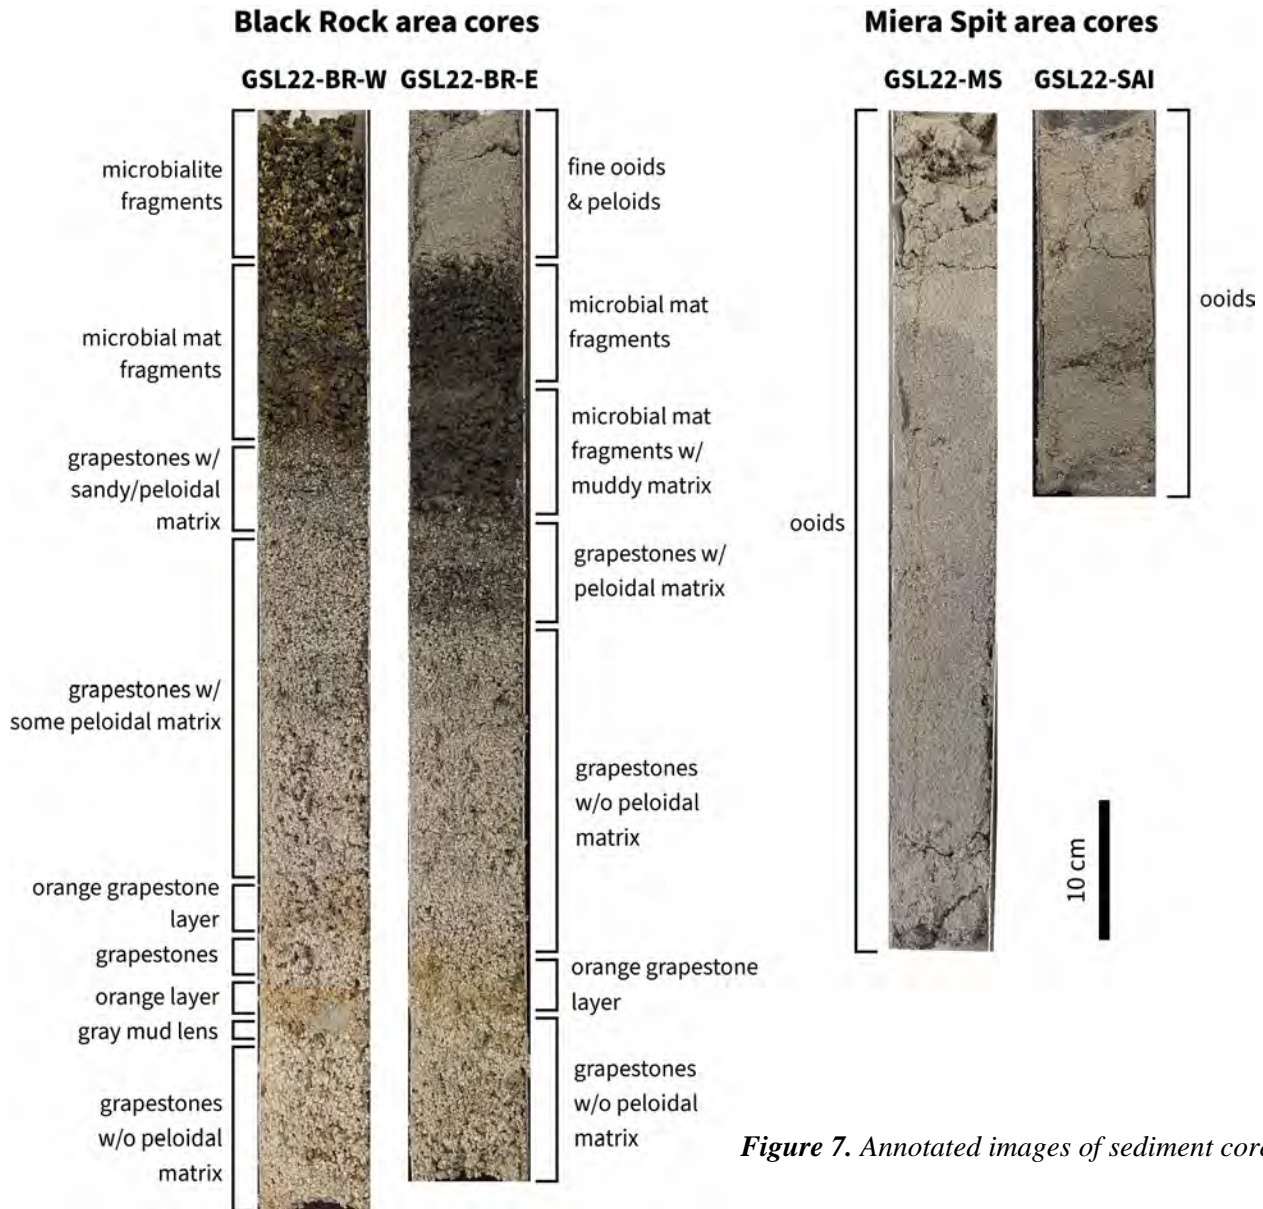 Black Rock area cores
Miera Spit area cores
GSL22-BR-W
GSL22-BR-E
GSL22-MS
GSL22-SAI
microbialite
fragments
microbial mat
fragments
grapestones w/
sandy/peloidal
matrix
grapestones w/
some peloidal matrix
orange grapestone
layer
grapestones
orange layer
gray mud lens
grapestones
w/o peloidal
matrix
fine ooids
& peloids
microbial mat
fragments
microbial mat
fragments w/
muddy matrix
grapestones w/
peloidal matrix
grapestones
w/o peloidal
matrix
orange grapestone
layer
grapestones
w/o peloidal
matrix
ooids
ooids
10 cm
Figure 7. Annotated images of sediment